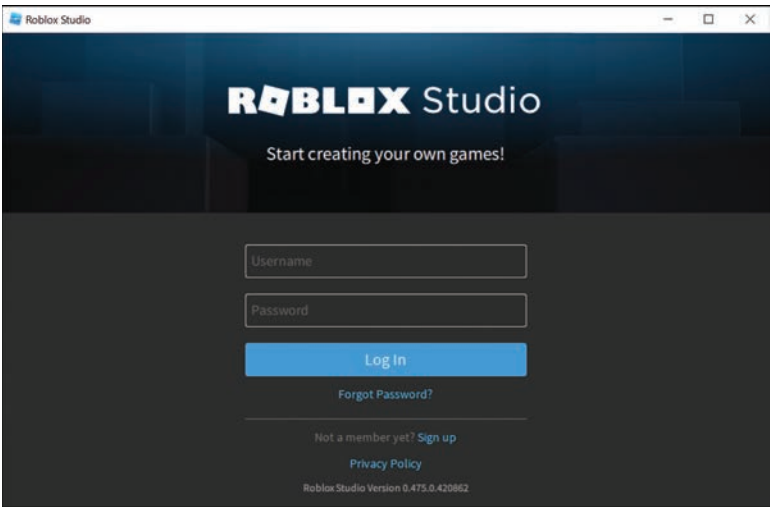 Roblox Studio
ROBLOX Studio
Start creating your own games!
Username
Password
Log In
Forgot Password?
Not a member yet? Sign up
Privacy Policy
Roblox Studio Version 0.475.0.420862